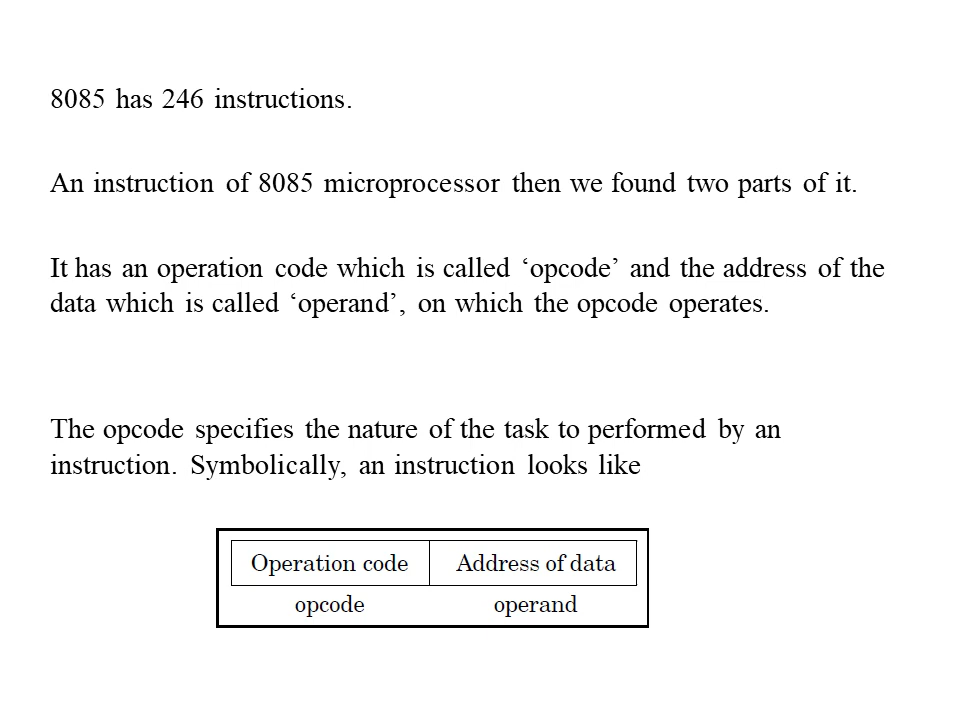 8085 has 246 instructions.
An instruction of 8085 microprocessor then we found two parts of it.
It has an operation code which is called ‘opcode’ and the address of the
data which is called ‘operand’, on which the opcode operates.
The opcode specifies the nature of the task to performed by an
instruction. Symbolically, an instruction looks like
Operation code Address of data
opcode operand